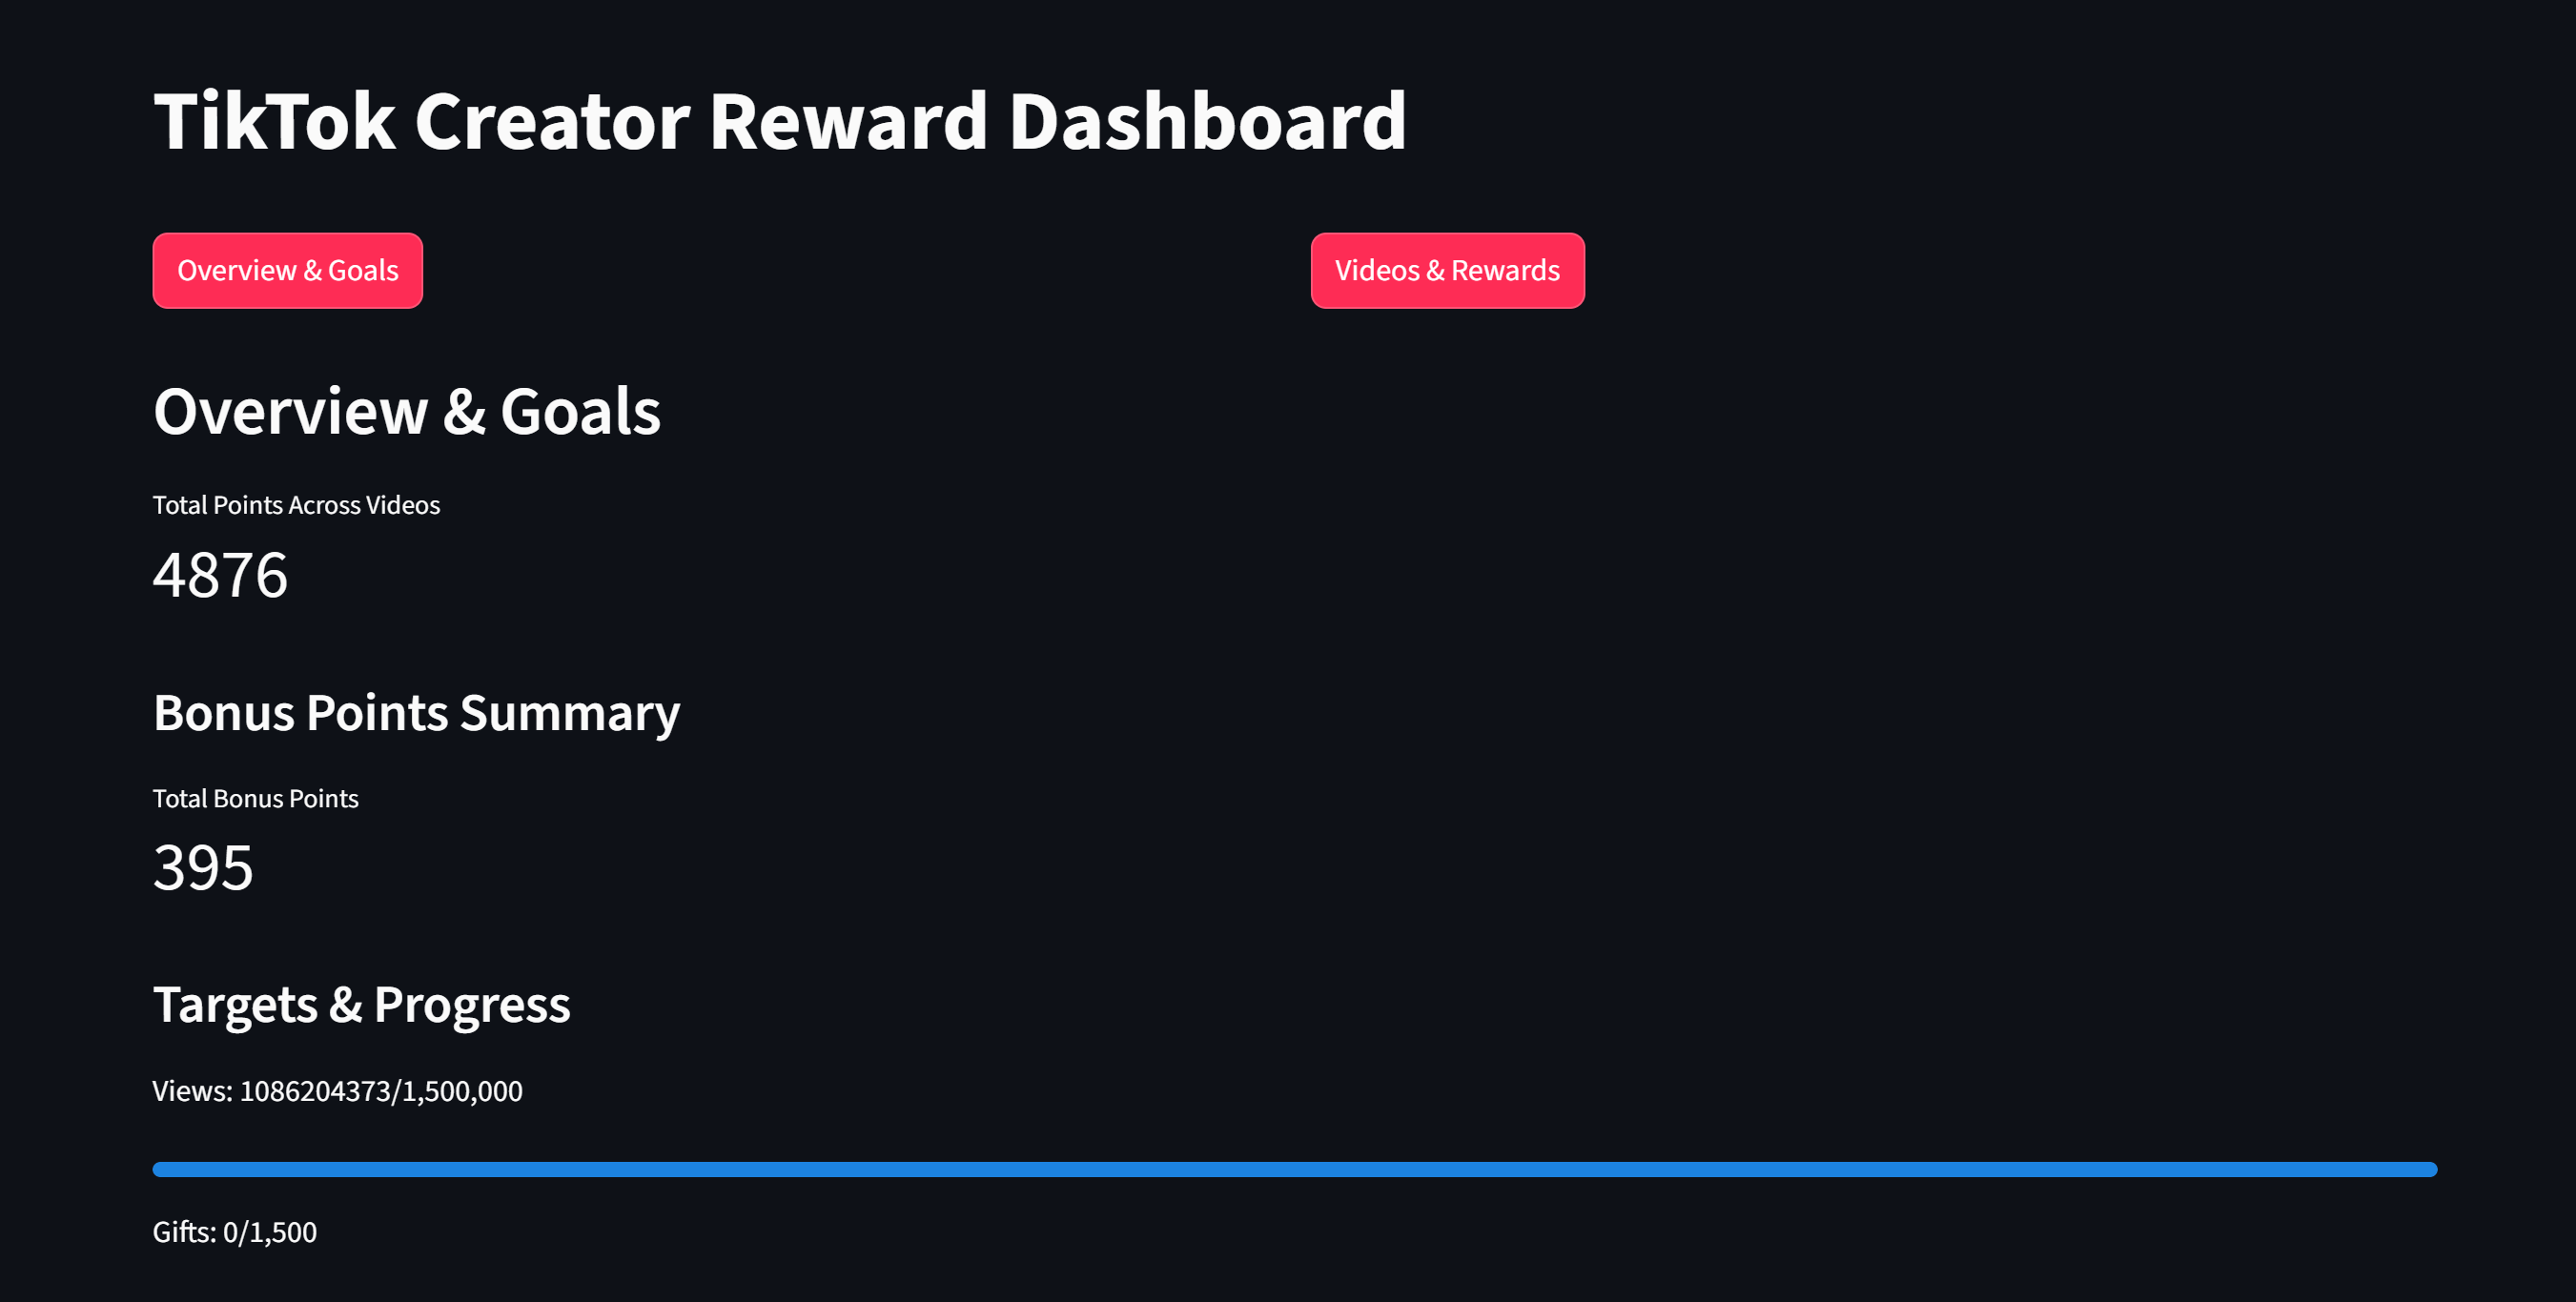 TikTok Creator Reward Dashboard
Overview & Goals
Videos & Rewards
Overview & Goals
Total Points Across Videos
4876
Bonus Points Summary
Total Bonus Points
395
Targets & Progress
Views: 1086204373/1,500,000
Gifts: 0/1,500